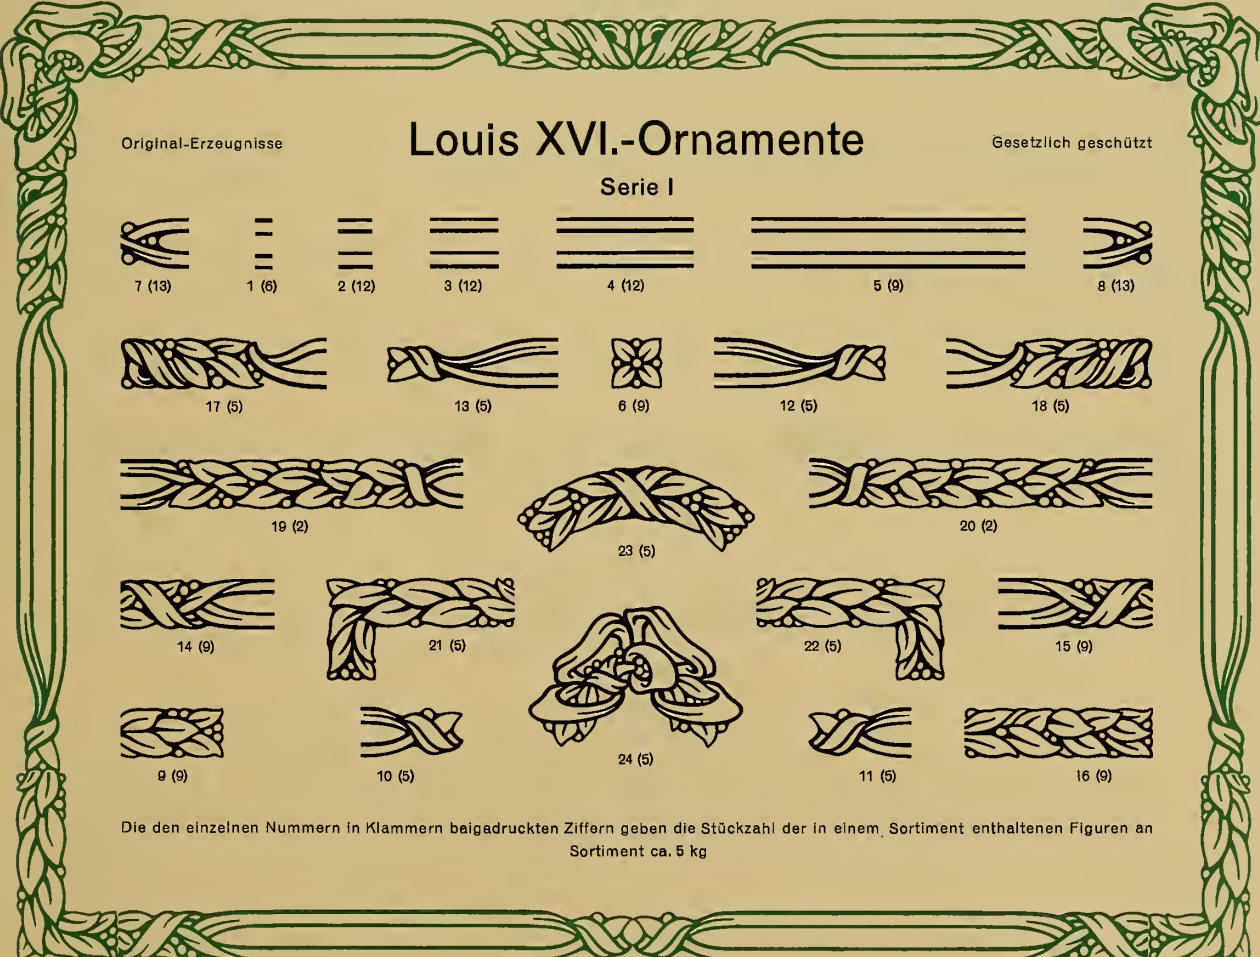 Original-Erzeugnisse
Louis XVI.-Ornamente
Gesetzlich geschützt
Serie I
7 (13) 1 (6) 2 (12) 3 (12) 4 (12) 5 (9) 8 (13)
17 (5) 13 (5) 6 (9) 12 (5) 18 (5)
19 (2) 23 (5) 20 (2)
14 (9) 21 (5) 22 (5) 15 (9)
9 (9) 10 (5) 24 (5) 11 (5) 16 (9)
Die den einzelnen Nummern in Klammern beigedruckten Ziffern geben die Stückzahl der in einem Sortiment enthaltenen Figuren an
Sortiment ca. 5 kg